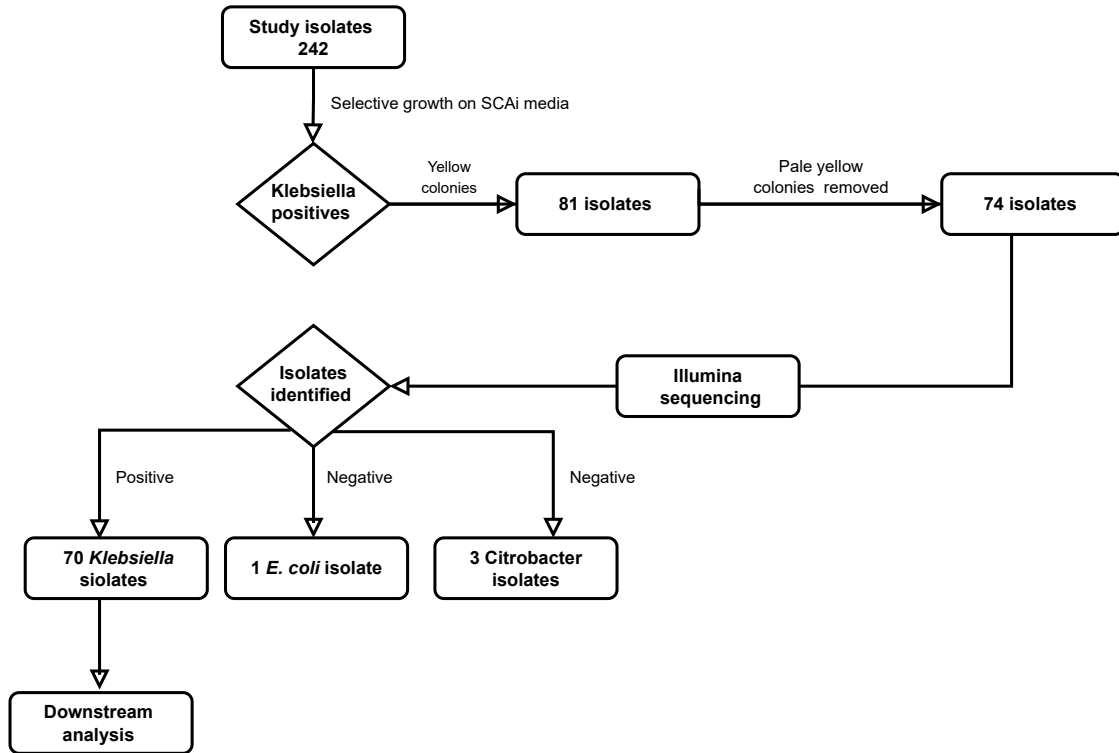 Study isolates
242
Selective growth on SCAi media
Klebsiella
positives
Yellow
colonies
81 isolates
Pale yellow
colonies removed
74 isolates
Illumina
sequencing
Isolates
identified
Positive
Negative
Negative
70 Klebsiella
siolates
1 E. coli isolate
3 Citrobacter
isolates
Downstream
analysis